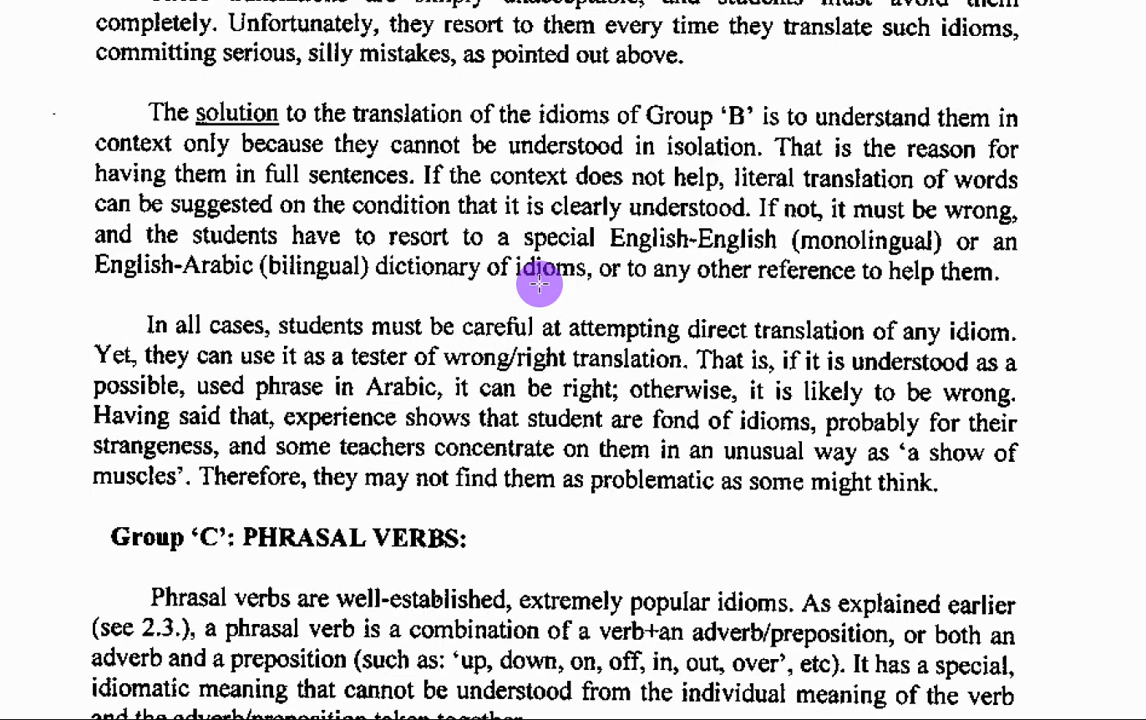 completely. Unfortunately, they resort to them every time they translate such idioms,
committing serious, silly mistakes, as pointed out above.
The solution to the translation of the idioms of Group ‘B’ is to understand them in
context only because they cannot be understood in isolation. That is the reason for
having them in full sentences. If the context does not help, literal translation of words
can be suggested on the condition that it is clearly understood. If not, it must be wrong,
and the students have to resort to a special English-English (monolingual) or an
English-Arabic (bilingual) dictionary of idioms, or to any other reference to help them.
In all cases, students must be careful at attempting direct translation of any idiom.
Yet, they can use it as a tester of wrong/right translation. That is, if it is understood as a
possible, used phrase in Arabic, it can be right; otherwise, it is likely to be wrong.
Having said that, experience shows that student are fond of idioms, probably for their
strangeness, and some teachers concentrate on them in an unusual way as ‘a show of
muscles’. Therefore, they may not find them as problematic as some might think.
Group ‘C’: PHRASAL VERBS:
Phrasal verbs are well-established, extremely popular idioms. As explained earlier
(see 2.3.), a phrasal verb is a combination of a verb+an adverb/preposition, or both an
adverb and a preposition (such as: ‘up, down, on, off, in, out, over’, etc). It has a special,
idiomatic meaning that cannot be understood from the individual meaning of the verb